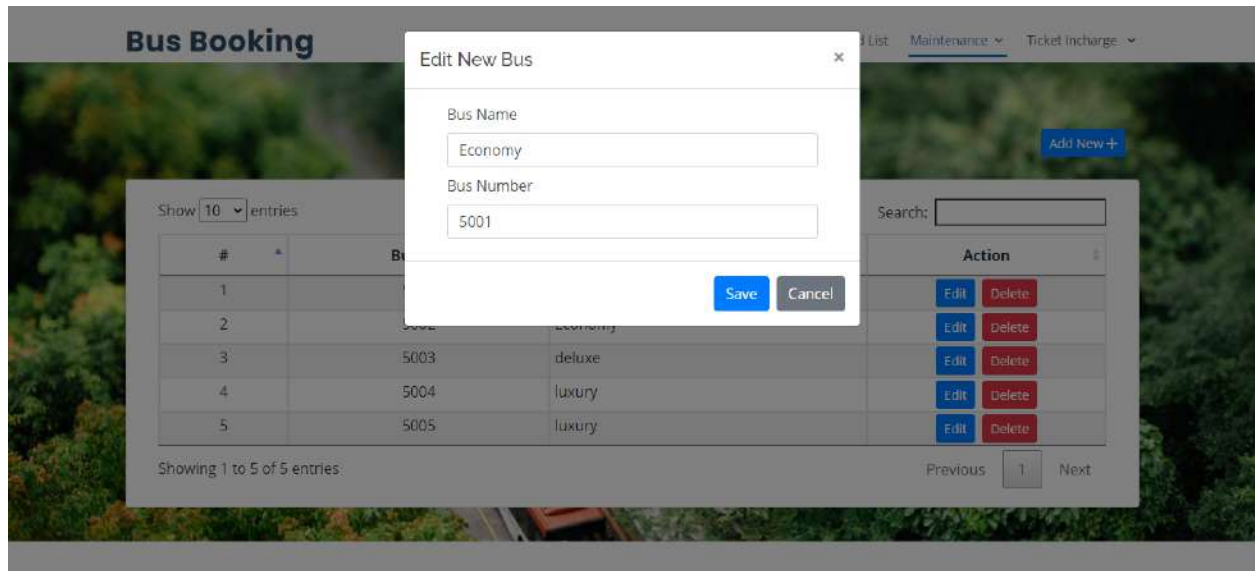 Bus Booking
List Maintenance Ticket Incharge
Edit New Bus ×
Bus Name
Economy
Bus Number
5001
Save Cancel
Add New +
Show 10 entries
Search:
# Action
1 Edit Delete
2 5002 Economy Edit Delete
3 5003 deluxe Edit Delete
4 5004 luxury Edit Delete
5 5005 luxury Edit Delete
Showing 1 to 5 of 5 entries
Previous 1 Next